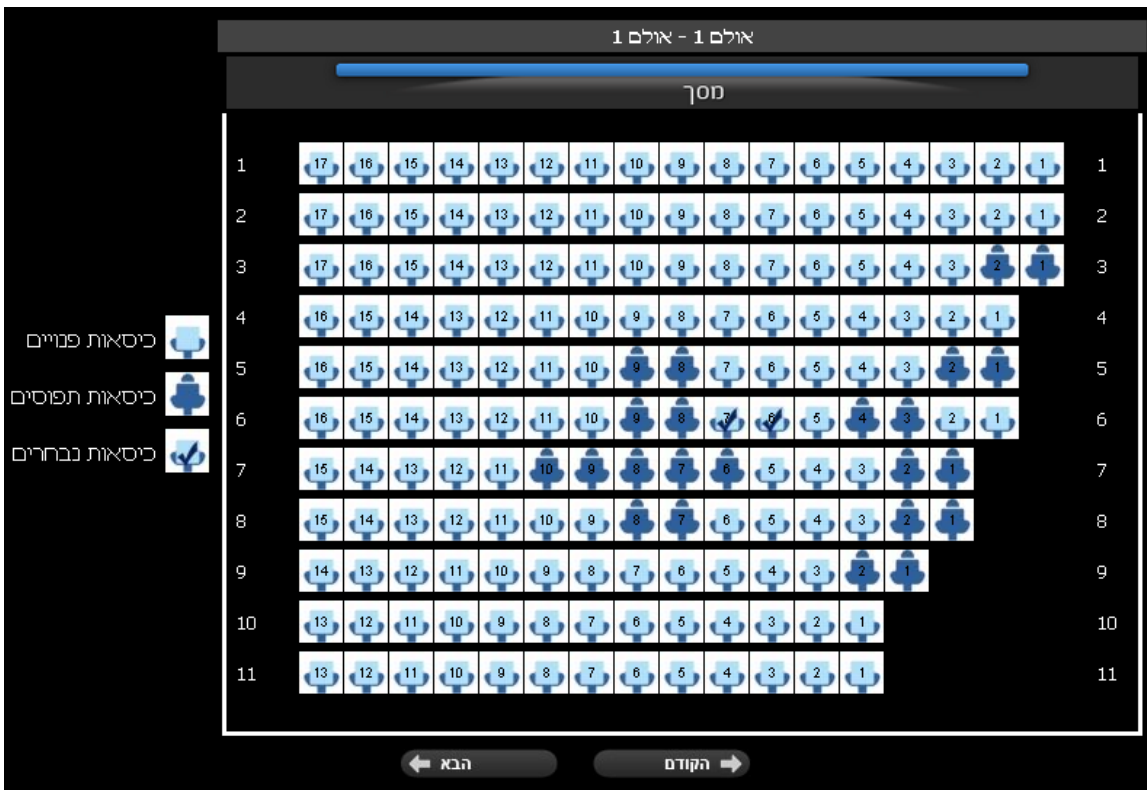 אולם 1 - אולם 1
מסך
1 17 16 15 14 13 12 11 10 9 8 7 6 5 4 3 2 1 1
2 17 16 15 14 13 12 11 10 9 8 7 6 5 4 3 2 1 2
3 17 16 15 14 13 12 11 10 9 8 7 6 5 4 3 2 1 3
4 16 15 14 13 12 11 10 9 8 7 6 5 4 3 2 1 4
5 16 15 14 13 12 11 10 9 8 7 6 5 4 3 2 1 5
6 16 15 14 13 12 11 10 9 8 7 6 5 4 3 2 1 6
7 15 14 13 12 11 10 9 8 7 6 5 4 3 2 1 7
8 15 14 13 12 11 10 9 8 7 6 5 4 3 2 1 8
9 14 13 12 11 10 9 8 7 6 5 4 3 2 1 9
10 13 12 11 10 9 8 7 6 5 4 3 2 1 10
11 13 12 11 10 9 8 7 6 5 4 3 2 1 11
כיסאות פנויים
כיסאות תפוסים
כיסאות נבחרים
הקודם
הבא